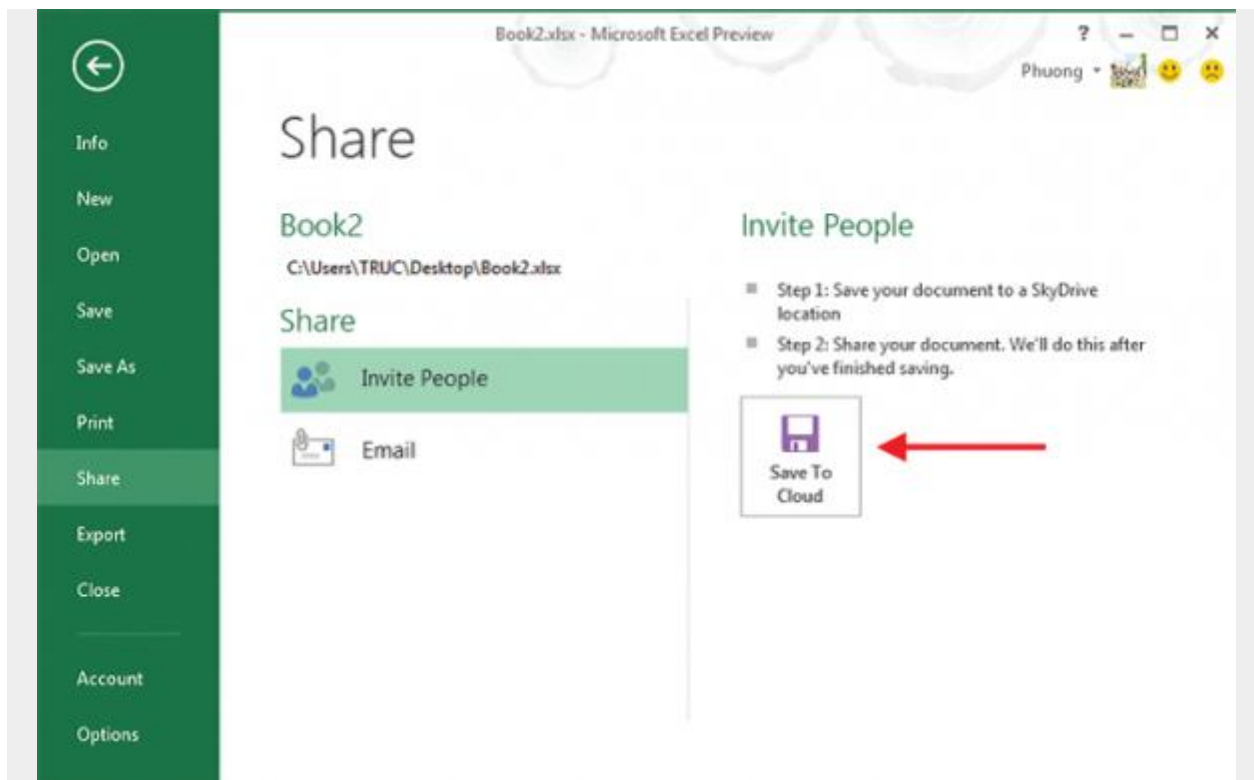 Book2.xlsx - Microsoft Excel Preview
?
Phuong
Info
New
Open
Save
Save As
Print
Share
Export
Close
Account
Options
Share
Book2
C:\Users\TRUC\Desktop\Book2.xlsx
Share
Invite People
Email
Invite People
Step 1: Save your document to a SkyDrive
location
Step 2: Share your document. We'll do this after
you've finished saving.
Save To
Cloud